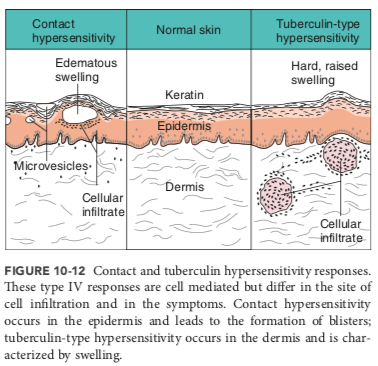 Contact
hypersensitivity
Normal skin
Tuberculin-type
hypersensitivity
Edematous
swelling
Hard, raised
swelling
Keratin
Epidermis
Microvesicles
Dermis
Cellular
infiltrate
Cellular
infiltrate
FIGURE 10-12 Contact and tuberculin hypersensitivity responses.
These type IV responses are cell mediated but differ in the site of
cell infiltration and in the symptoms. Contact hypersensitivity
occurs in the epidermis and leads to the formation of blisters;
tuberculin-type hypersensitivity occurs in the dermis and is char-
acterized by swelling.